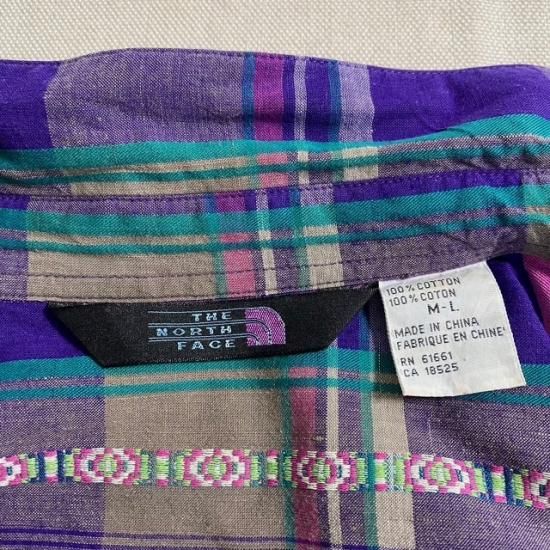 THE
NORTH
FACE
100% COTTON
100% COTON
M-L
MADE IN CHINA
FABRIQUE EN CHINE
RN 61661
CA 18525